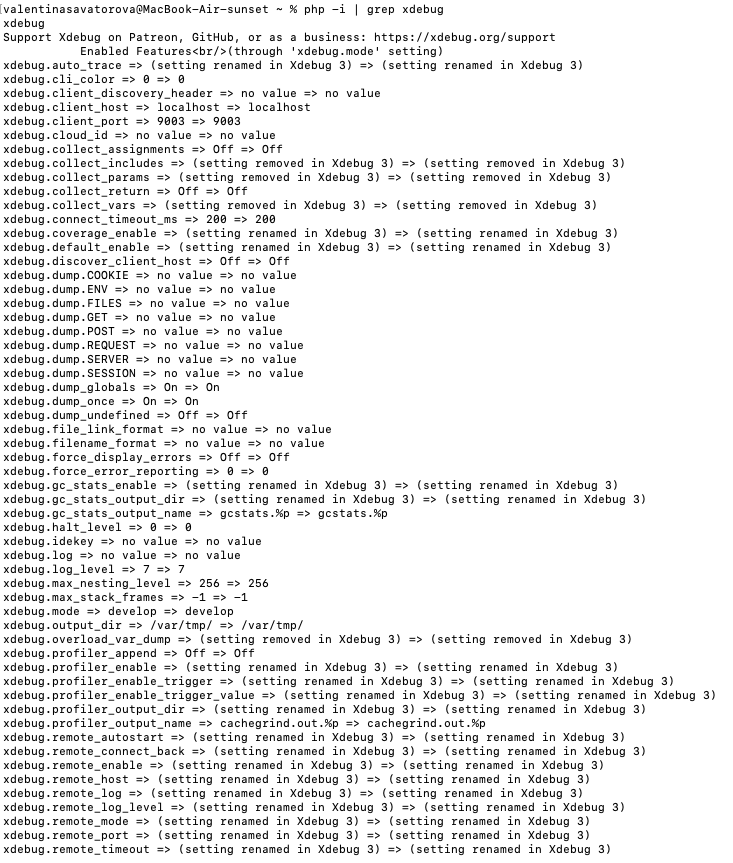 [valentinasavatorova@MacBook-Air-sunset ~ % php -i | grep xdebug
xdebug
Support Xdebug on Patreon, GitHub, or as a business: https://xdebug.org/support
Enabled Features<br/>(through 'xdebug.mode' setting)
xdebug.auto_trace => (setting renamed in Xdebug 3) => (setting renamed in Xdebug 3)
xdebug.cli_color => 0 => 0
xdebug.client_discovery_header => no value => no value
xdebug.client_host => localhost => localhost
xdebug.client_port => 9003 => 9003
xdebug.cloud_id => no value => no value
xdebug.collect_assignments => Off => Off
xdebug.collect_includes => (setting removed in Xdebug 3) => (setting removed in Xdebug 3)
xdebug.collect_params => (setting removed in Xdebug 3) => (setting removed in Xdebug 3)
xdebug.collect_return => Off => Off
xdebug.collect_vars => (setting removed in Xdebug 3) => (setting removed in Xdebug 3)
xdebug.connect_timeout_ms => 200 => 200
xdebug.coverage_enable => (setting renamed in Xdebug 3) => (setting renamed in Xdebug 3)
xdebug.default_enable => (setting renamed in Xdebug 3) => (setting renamed in Xdebug 3)
xdebug.discover_client_host => Off => Off
xdebug.dump.COOKIE => no value => no value
xdebug.dump.ENV => no value => no value
xdebug.dump.FILES => no value => no value
xdebug.dump.GET => no value => no value
xdebug.dump.POST => no value => no value
xdebug.dump.REQUEST => no value => no value
xdebug.dump.SERVER => no value => no value
xdebug.dump.SESSION => no value => no value
xdebug.dump_globals => On => On
xdebug.dump_once => On => On
xdebug.dump_undefined => Off => Off
xdebug.file_link_format => no value => no value
xdebug.filename_format => no value => no value
xdebug.force_display_errors => Off => Off
xdebug.force_error_reporting => 0 => 0
xdebug.gc_stats_enable => (setting renamed in Xdebug 3) => (setting renamed in Xdebug 3)
xdebug.gc_stats_output_dir => (setting renamed in Xdebug 3) => (setting renamed in Xdebug 3)
xdebug.gc_stats_output_name => gcstats.%p => gcstats.%p
xdebug.halt_level => 0 => 0
xdebug.idekey => no value => no value
xdebug.log => no value => no value
xdebug.log_level => 7 => 7
xdebug.max_nesting_level => 256 => 256
xdebug.max_stack_frames => -1 => -1
xdebug.mode => develop => develop
xdebug.output_dir => /var/tmp/ => /var/tmp/
xdebug.overload_var_dump => (setting removed in Xdebug 3) => (setting removed in Xdebug 3)
xdebug.profiler_append => Off => Off
xdebug.profiler_enable => (setting renamed in Xdebug 3) => (setting renamed in Xdebug 3)
xdebug.profiler_enable_trigger => (setting renamed in Xdebug 3) => (setting renamed in Xdebug 3)
xdebug.profiler_enable_trigger_value => (setting renamed in Xdebug 3) => (setting renamed in Xdebug 3)
xdebug.profiler_output_dir => (setting renamed in Xdebug 3) => (setting renamed in Xdebug 3)
xdebug.profiler_output_name => cachegrind.out.%p => cachegrind.out.%p
xdebug.remote_autostart => (setting renamed in Xdebug 3) => (setting renamed in Xdebug 3)
xdebug.remote_connect_back => (setting renamed in Xdebug 3) => (setting renamed in Xdebug 3)
xdebug.remote_enable => (setting renamed in Xdebug 3) => (setting renamed in Xdebug 3)
xdebug.remote_host => (setting renamed in Xdebug 3) => (setting renamed in Xdebug 3)
xdebug.remote_log => (setting renamed in Xdebug 3) => (setting renamed in Xdebug 3)
xdebug.remote_log_level => (setting renamed in Xdebug 3) => (setting renamed in Xdebug 3)
xdebug.remote_mode => (setting renamed in Xdebug 3) => (setting renamed in Xdebug 3)
xdebug.remote_port => (setting renamed in Xdebug 3) => (setting renamed in Xdebug 3)
xdebug.remote_timeout => (setting renamed in Xdebug 3) => (setting renamed in Xdebug 3)